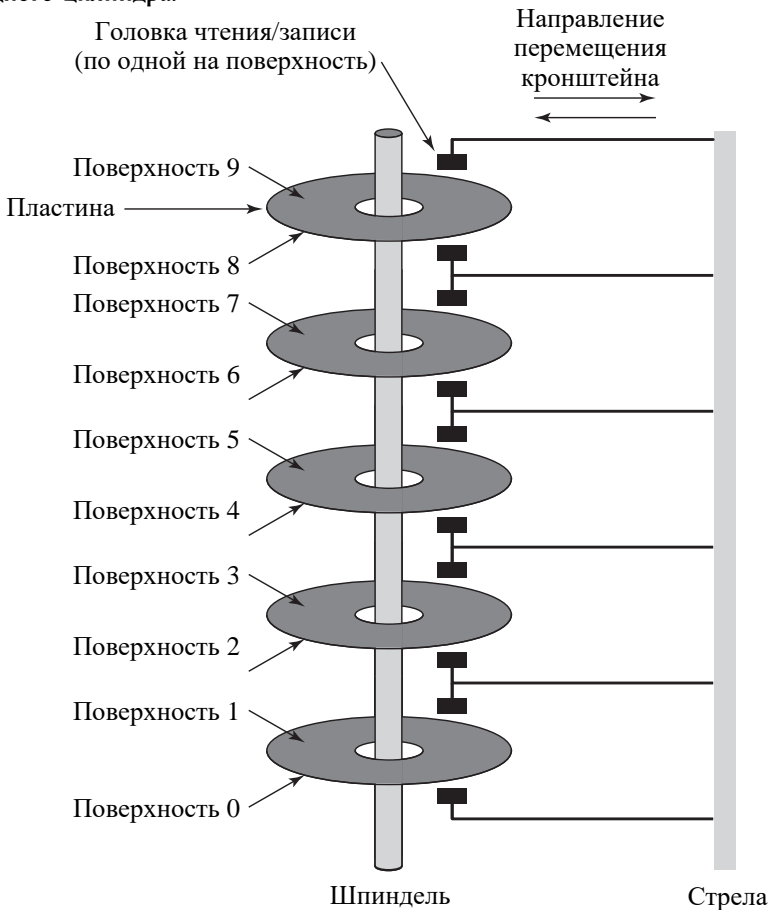 Головка чтения/записи
(по одной на поверхность)
Направление
перемещения
кронштейна
Поверхность 9
Пластина
Поверхность 8
Поверхность 7
Поверхность 6
Поверхность 5
Поверхность 4
Поверхность 3
Поверхность 2
Поверхность 1
Поверхность 0
Шпиндель
Стрела